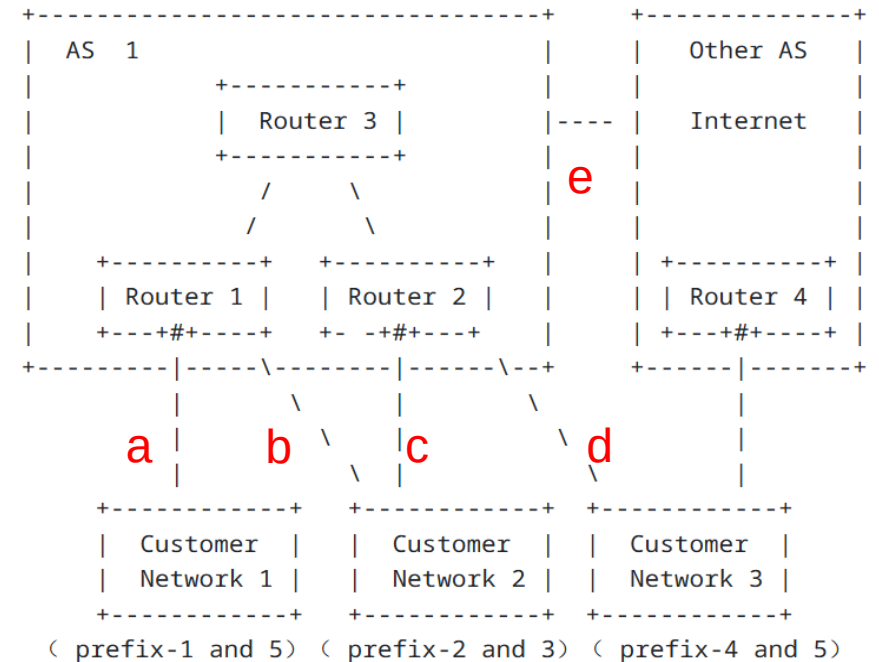 AS 1
Other AS
Router 3
Internet
e
Router 1
Router 2
Router 4
a
b
c
d
Customer Network 1
Customer Network 2
Customer Network 3
( prefix-1 and 5)
( prefix-2 and 3)
( prefix-4 and 5)